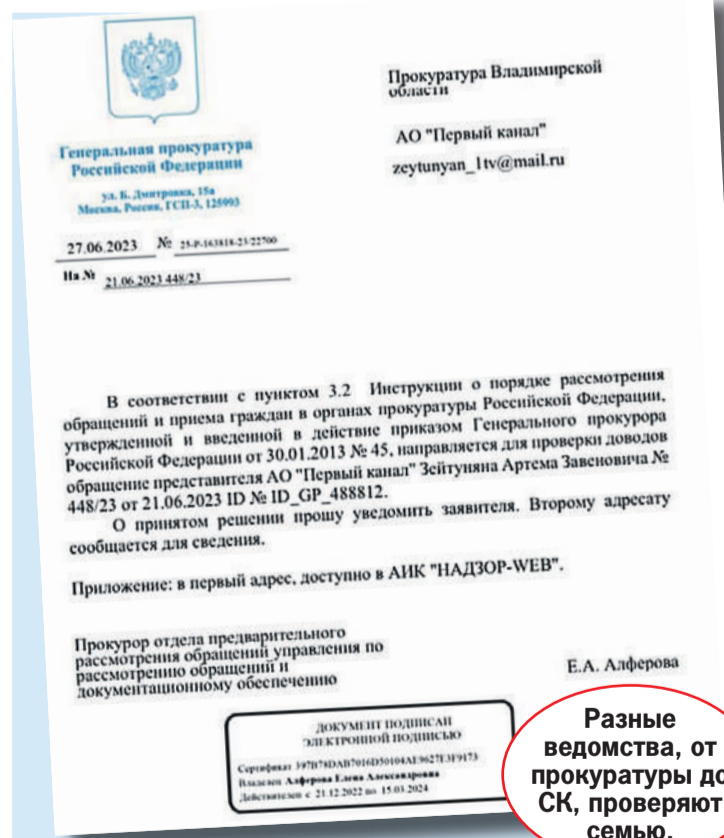 Генеральная прокуратура
Российской Федерации
ул. Б. Дмитровка, 15а
Москва, Россия, ГСП-3, 125993
27.06.2023 № 25-Р-163818-23/22700
На № 21.06.2023 448/23
Прокуратура Владимирской
области
АО "Первый канал"
zeytunyan_1tv@mail.ru
В соответствии с пунктом 3.2 Инструкции о порядке рассмотрения
обращений и приема граждан в органах прокуратуры Российской Федерации,
утвержденной и введенной в действие приказом Генерального прокурора
Российской Федерации от 30.01.2013 № 45, направляется для проверки доводов
обращение представителя АО "Первый канал" Зейтуняна Артема Завеновича №
448/23 от 21.06.2023 ID № ID_GP_488812.
О принятом решении прошу уведомить заявителя. Второму адресату
сообщается для сведения.
Приложение: в первый адрес, доступно в АИК "НАДЗОР-WEB".
Прокурор отдела предварительного
рассмотрения обращений управления по
рассмотрению обращений и
документационному обеспечению
Е.А. Алферова
ДОКУМЕНТ ПОДПИСАН
ЭЛЕКТРОННОЙ ПОДПИСЬЮ
Сертификат 397B78DAB7016D50104AE9627E3F9173
Владелец Алферова Елена Александровна
Действителен с 21.12.2022 по 15.03.2024
Разные
ведомства, от
прокуратуры до
СК, проверяют
семью.